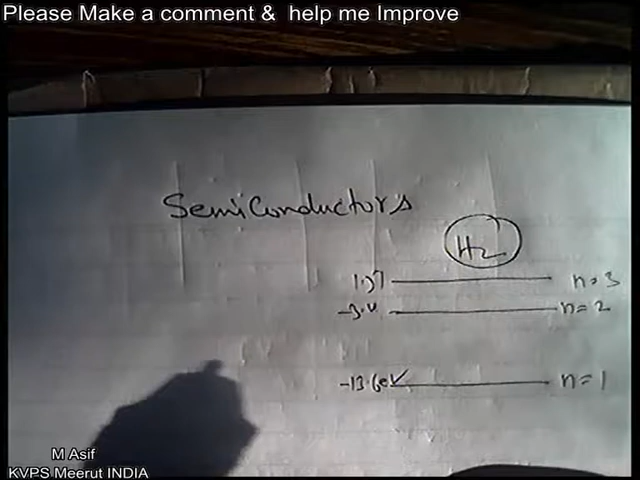 Please Make a comment & help me Improve
SemiConductors
H2
n=3
n=2
-13.6eV n=1
M Asif
KVPS Meerut INDIA